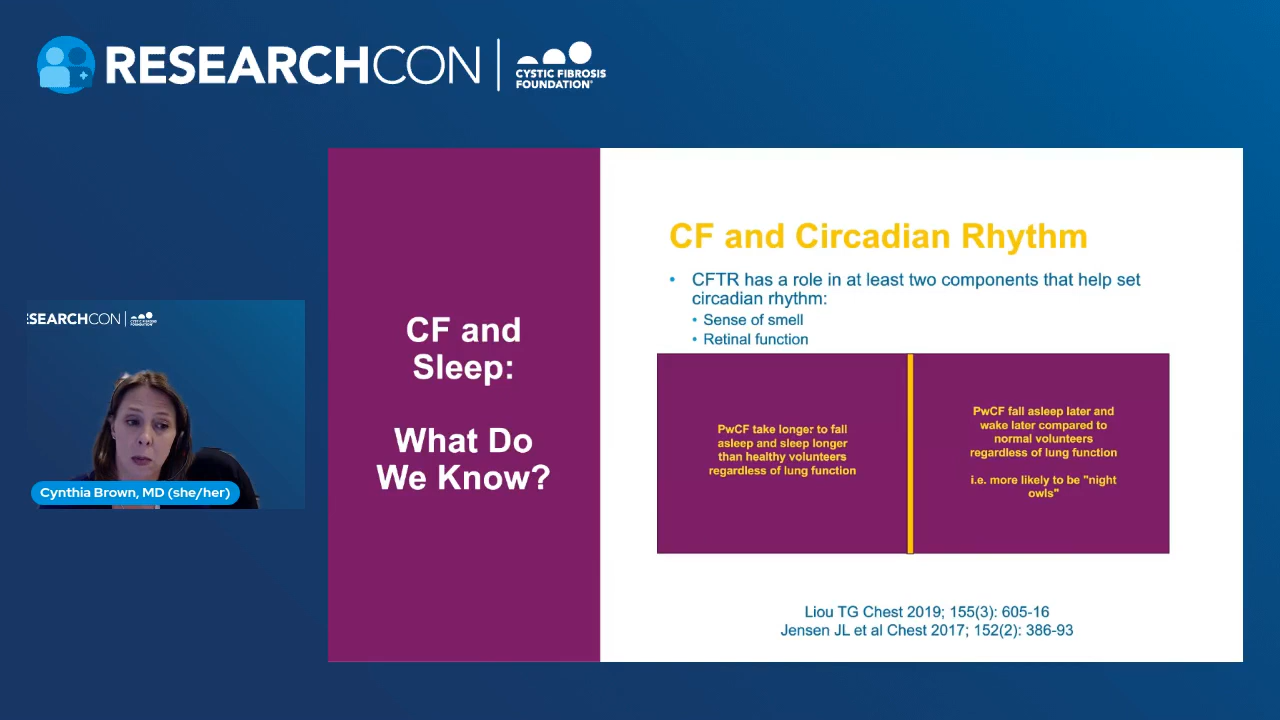 RESEARCHCON
CYSTIC FIBROSIS
FOUNDATION®
CF and
Sleep:
What Do
We Know?
CF and Circadian Rhythm
• CFTR has a role in at least two components that help set
circadian rhythm:
• Sense of smell
• Retinal function
PwCF take longer to fall
asleep and sleep longer
than healthy volunteers
regardless of lung function
PwCF fall asleep later and
wake later compared to
normal volunteers
regardless of lung function
i.e. more likely to be "night
owls"
Liou TG Chest 2019; 155(3): 605-16
Jensen JL et al Chest 2017; 152(2): 386-93
SEARCHCON
CYSTIC FIBROSIS
FOUNDATION
Cynthia Brown, MD (she/her)